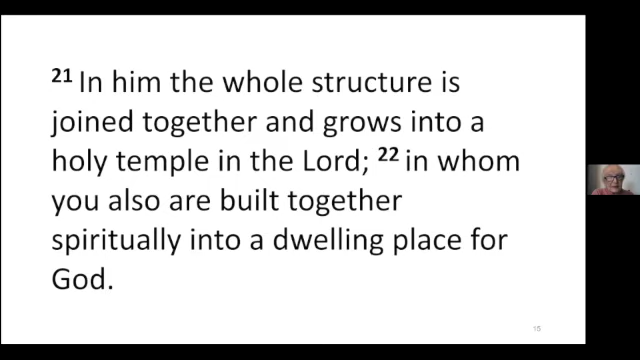 21 In him the whole structure is
joined together and grows into a
holy temple in the Lord; 22 in whom
you also are built together
spiritually into a dwelling place for
God.
15